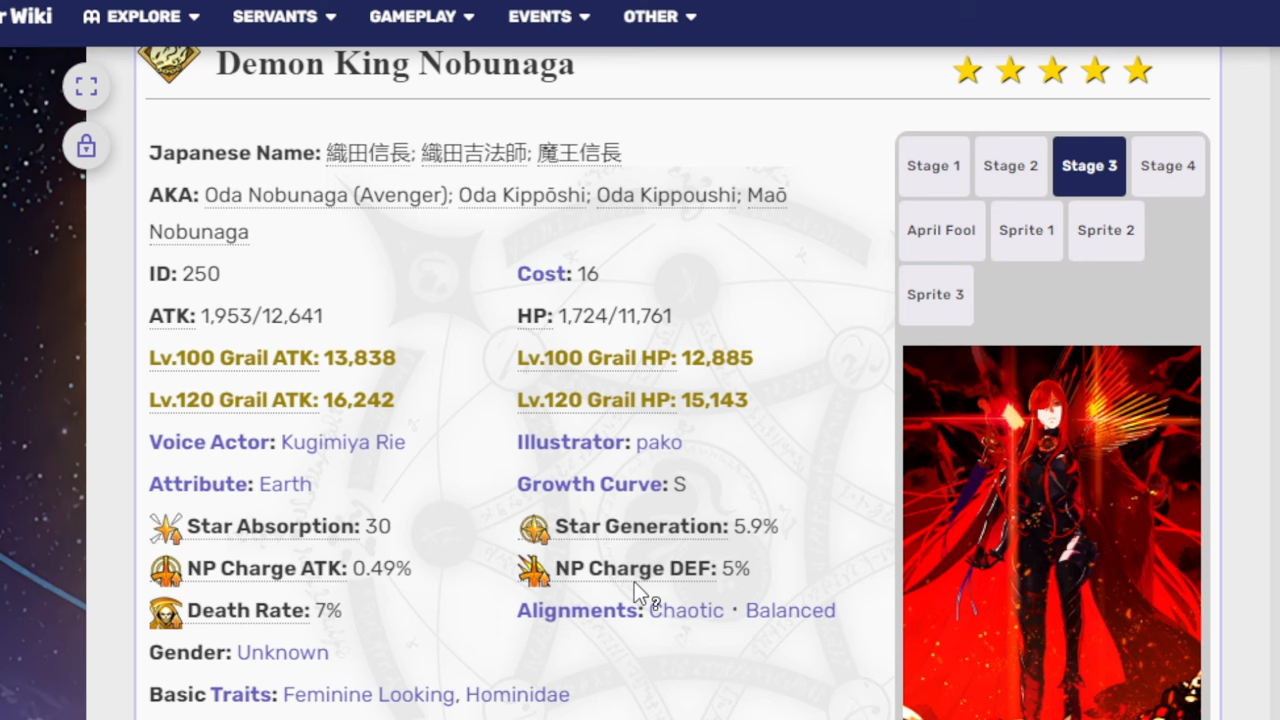 r Wiki EXPLORE SERVANTS GAMEPLAY EVENTS OTHER
Demon King Nobunaga
Japanese Name: 織田信長; 織田吉法師; 魔王信長
AKA: Oda Nobunaga (Avenger); Oda Kippōshi; Oda Kippoushi; Maō
Nobunaga
ID: 250 Cost: 16
ATK: 1,953/12,641 HP: 1,724/11,761
Lv.100 Grail ATK: 13,838 Lv.100 Grail HP: 12,885
Lv.120 Grail ATK: 16,242 Lv.120 Grail HP: 15,143
Voice Actor: Kugimiya Rie Illustrator: pako
Attribute: Earth Growth Curve: S
Star Absorption: 30 Star Generation: 5.9%
NP Charge ATK: 0.49% NP Charge DEF: 5%
Death Rate: 7% Alignments: Chaotic · Balanced
Gender: Unknown
Basic Traits: Feminine Looking, Hominidae
Stage 1 Stage 2 Stage 3 Stage 4
April Fool Sprite 1 Sprite 2
Sprite 3